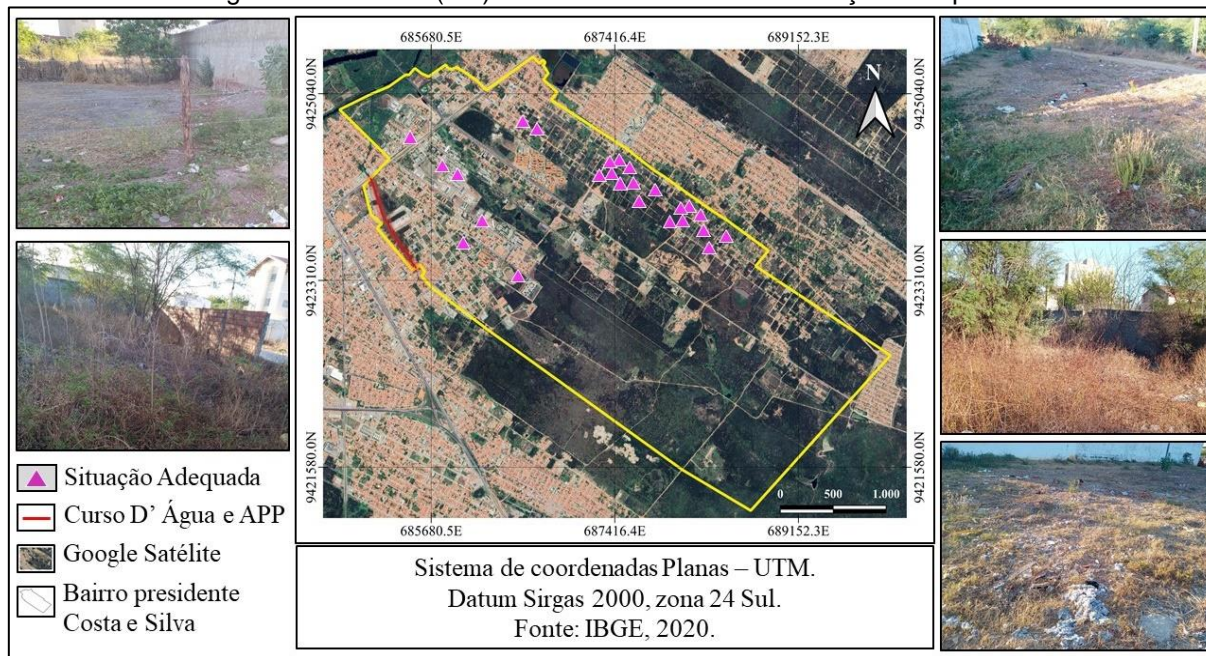 685680.5E 687416.4E 689152.3E
9425040.0N 9425040.0N
N
9423310.0N 9423310.0N
9421580.0N 9421580.0N
0 500 1.000
685680.5E 687416.4E 689152.3E
Situação Adequada
Curso D’ Água e APP
Google Satélite
Bairro presidente
Costa e Silva
Sistema de coordenadas Planas – UTM.
Datum Sirgas 2000, zona 24 Sul.
Fonte: IBGE, 2020.